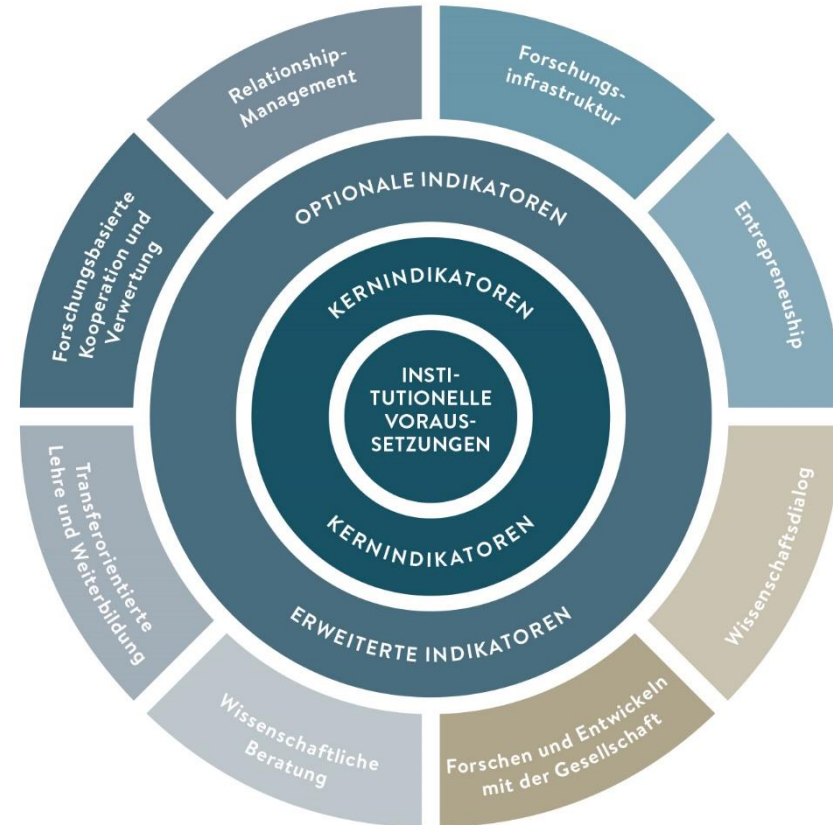 Relationship-
Management
Forschungs-
infrastruktur
Entrepreneuship
Wissenschaftsdialog
Forschen und Entwickeln
mit der Gesellschaft
Wissenschaftliche
Beratung
Transferorientierte
Lehre und Weiterbildung
Forschungsbasierte
Kooperation und
Verwertung
OPTIONALE INDIKATOREN
KERNINDIKATOREN
INSTI-
TUTIONELLE
VORAUS-
SETZUNGEN
KERNINDIKATOREN
ERWEITERTE INDIKATOREN